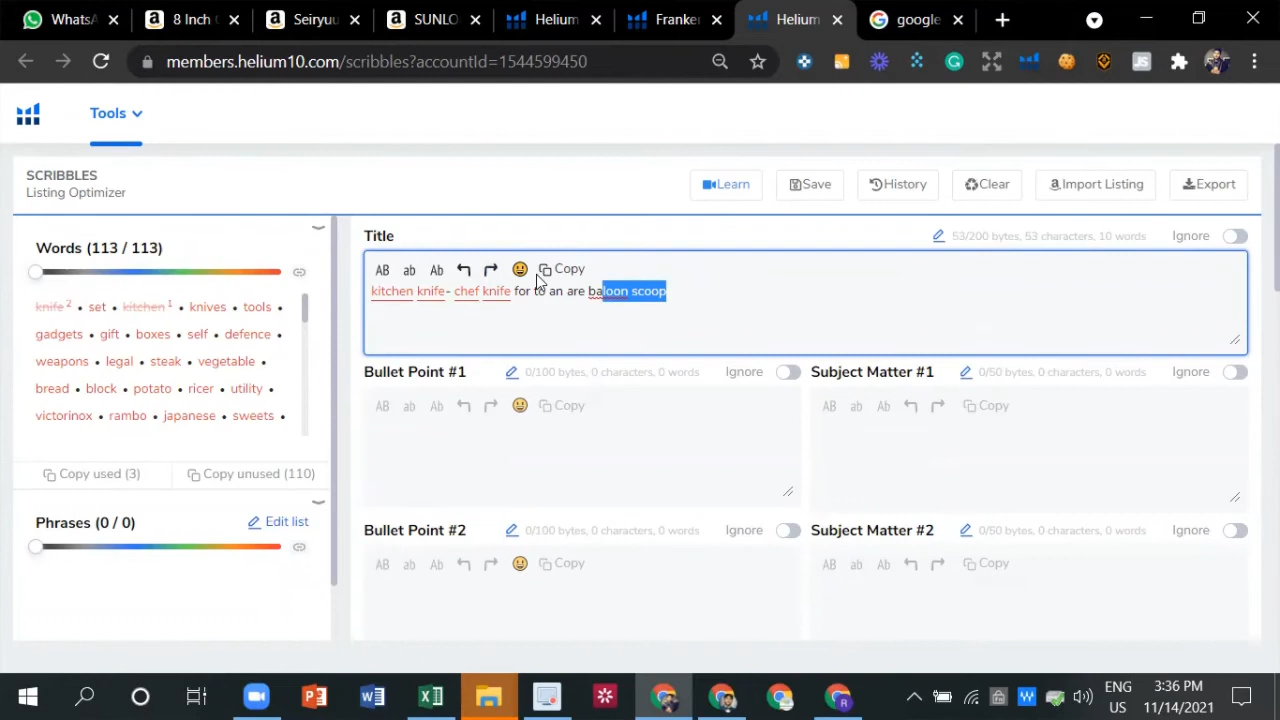 WhatsA
8 Inch
Seiryuu
SUNLO
Helium
Franke
Helium
google
members.helium10.com/scribbles?accountId=1544599450
Tools
SCRIBBLES
Listing Optimizer
Learn
Save
History
Clear
Import Listing
Export
Words (113 / 113)
knife 2 • set • kitchen 1 • knives • tools •
gadgets • gift • boxes • self • defence •
weapons • legal • steak • vegetable •
bread • block • potato • ricer • utility •
victorinox • rambo • japanese • sweets •
Copy used (3)
Copy unused (110)
Phrases (0 / 0)
Edit list
Title
53/200 bytes, 53 characters, 10 words
Ignore
AB ab Ab Copy
kitchen knife- chef knife for to an are baloon scoop
Bullet Point #1
0/100 bytes, 0 characters, 0 words
Ignore
AB ab Ab Copy
Subject Matter #1
0/50 bytes, 0 characters, 0 words
Ignore
AB ab Ab Copy
Bullet Point #2
0/100 bytes, 0 characters, 0 words
Ignore
AB ab Ab Copy
Subject Matter #2
0/50 bytes, 0 characters, 0 words
Ignore
AB ab Ab Copy
ENG
US
3:36 PM
11/14/2021